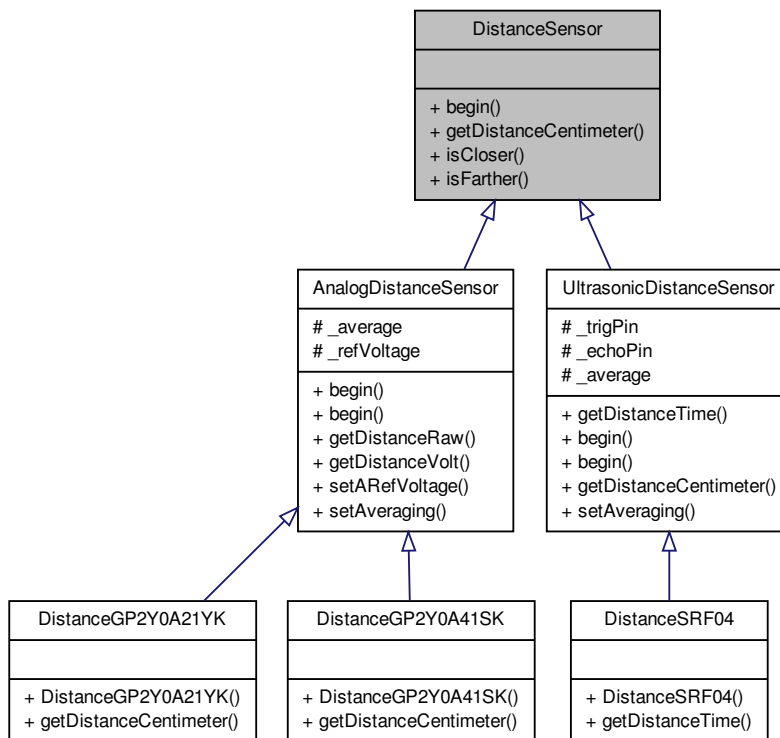 DistanceSensor
+ begin()
+ getDistanceCentimeter()
+ isCloser()
+ isFarther()
AnalogDistanceSensor
# _average
# _refVoltage
+ begin()
+ begin()
+ getDistanceRaw()
+ getDistanceVolt()
+ setARefVoltage()
+ setAveraging()
UltrasonicDistanceSensor
# _trigPin
# _echoPin
# _average
+ getDistanceTime()
+ begin()
+ begin()
+ getDistanceCentimeter()
+ setAveraging()
DistanceGP2Y0A21YK
+ DistanceGP2Y0A21YK()
+ getDistanceCentimeter()
DistanceGP2Y0A41SK
+ DistanceGP2Y0A41SK()
+ getDistanceCentimeter()
DistanceSRF04
+ DistanceSRF04()
+ getDistanceTime()